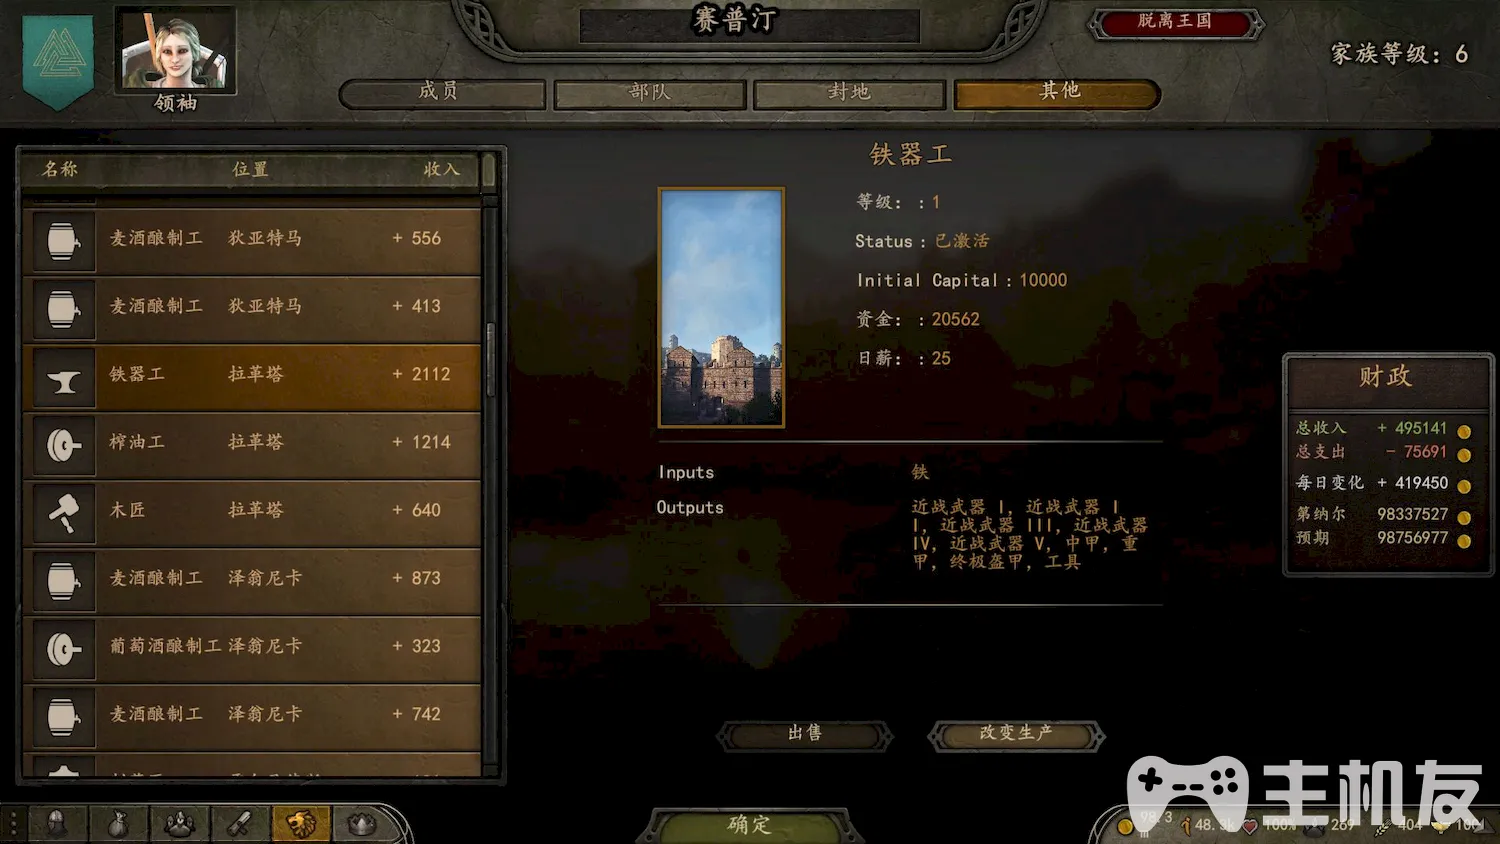 赛普汀
脱离王国
家族等级：6
领袖
成员
部队
封地
其他
名称 位置 收入
麦酒酿制工 狄亚特马 + 556
麦酒酿制工 狄亚特马 + 413
铁器工 拉革塔 + 2112
榨油工 拉革塔 + 1214
木匠 拉革塔 + 640
麦酒酿制工 泽翁尼卡 + 873
葡萄酒酿制工 泽翁尼卡 + 323
麦酒酿制工 泽翁尼卡 + 742
铁器工
等级：：1
Status：已激活
Initial Capital：10000
资金：：20562
日薪：：25
Inputs 铁
Outputs 近战武器 I, 近战武器 I
I, 近战武器 III, 近战武器
IV, 近战武器 V, 中甲, 重
甲, 终极盔甲, 工具
出售
改变生产
财政
总收入 + 495141
总支出 - 75691
每日变化 + 419450
第纳尔 98337527
预期 98756977
确定
主机友
98.3
m
48.3k
100%
269
404